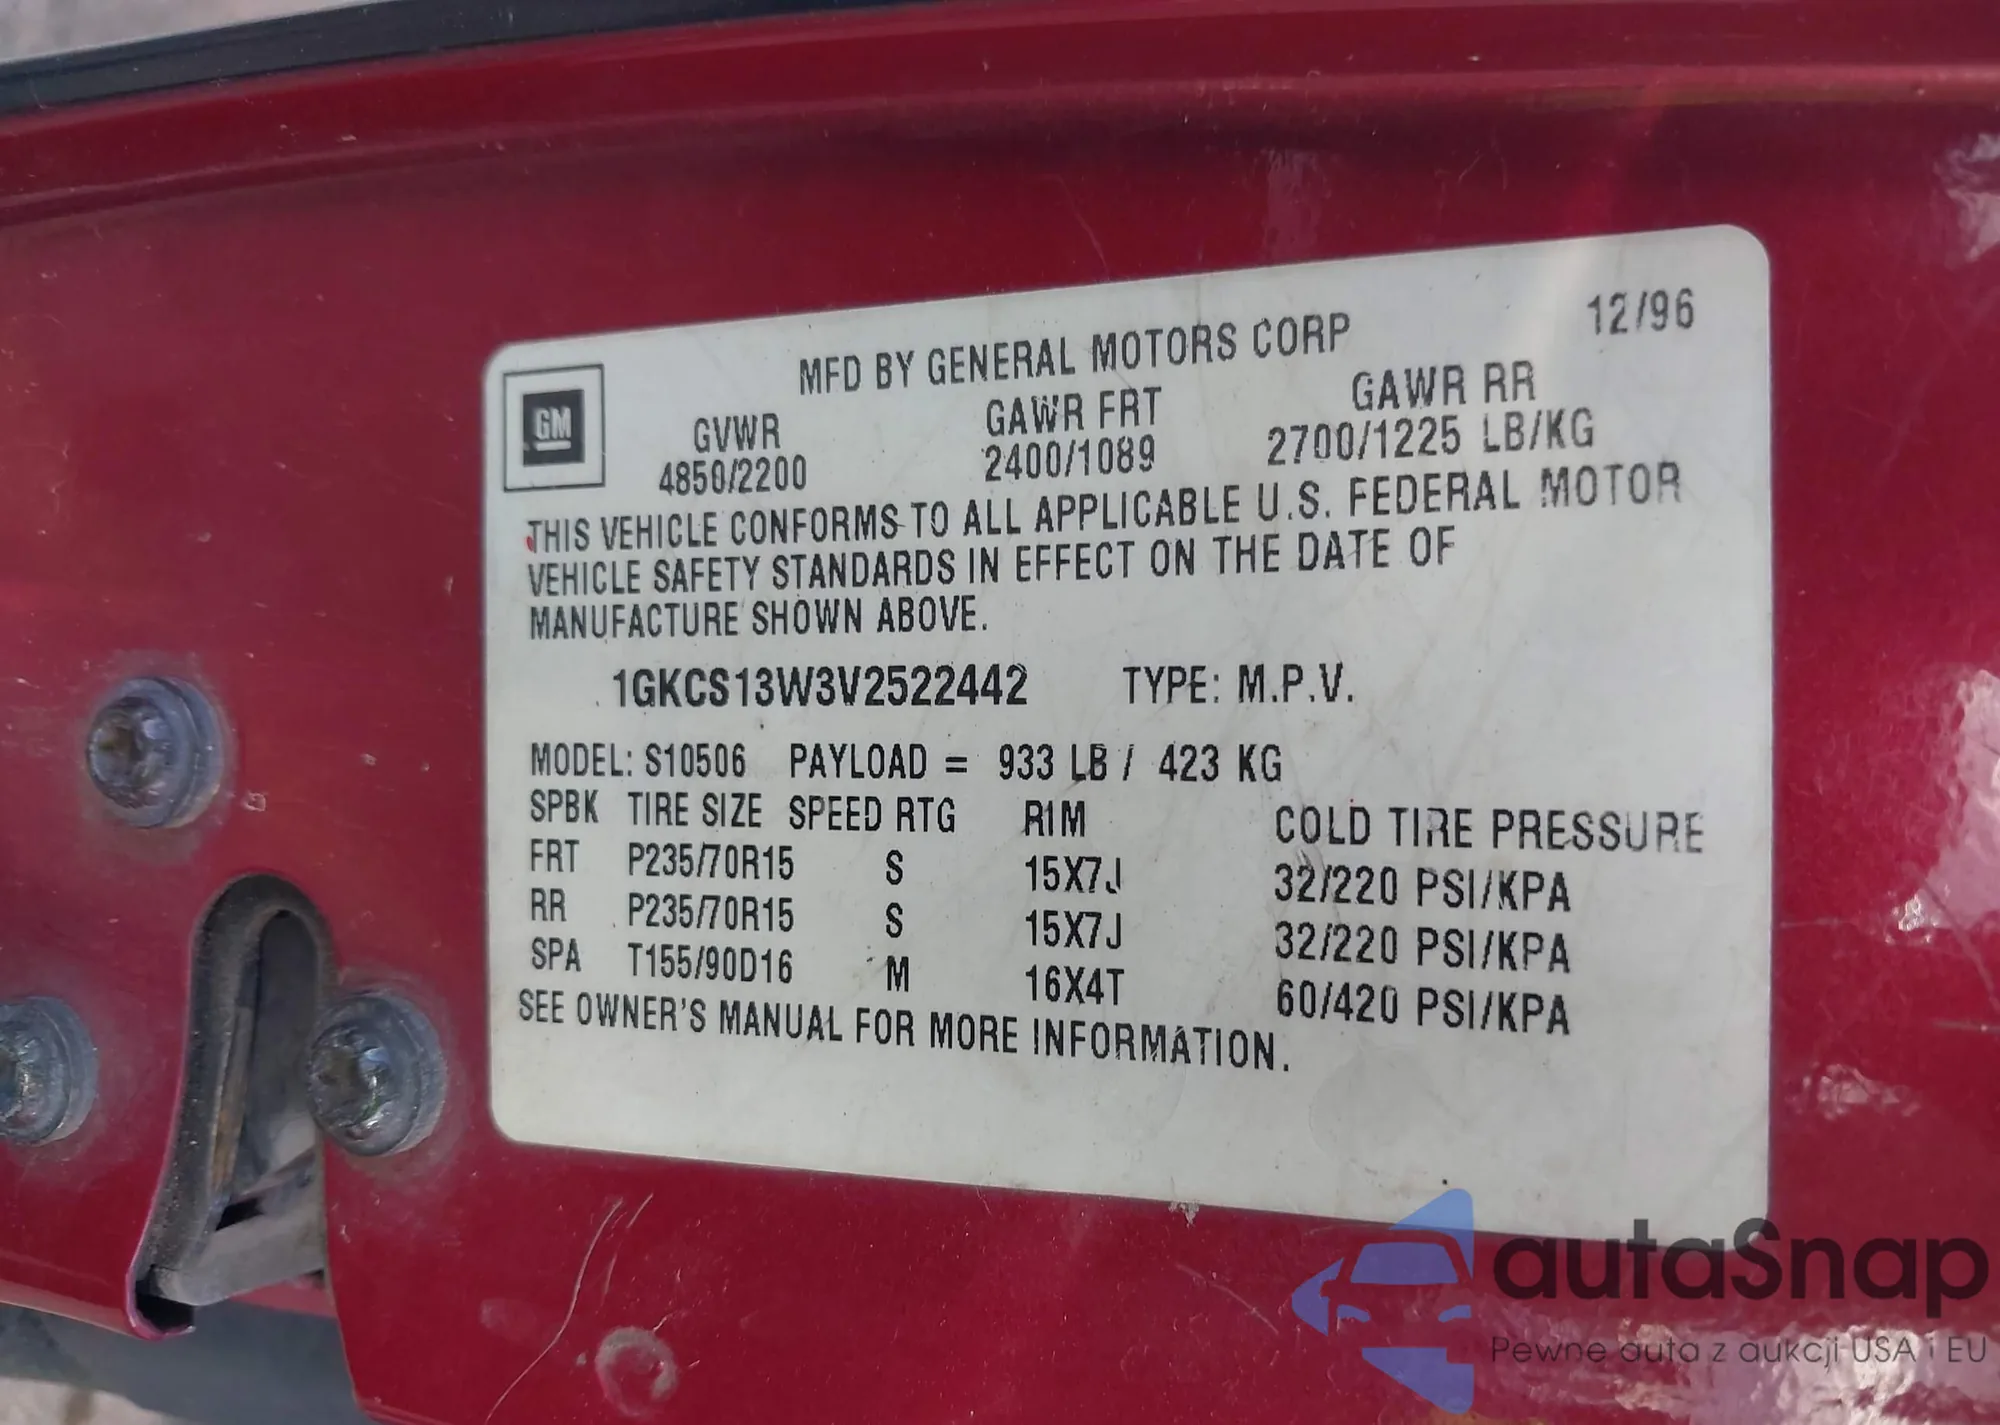 12/96
MFD BY GENERAL MOTORS CORP
GM
GVWR GAWR FRT GAWR RR
4850/2200 2400/1089 2700/1225 LB/KG
THIS VEHICLE CONFORMS TO ALL APPLICABLE U.S. FEDERAL MOTOR
VEHICLE SAFETY STANDARDS IN EFFECT ON THE DATE OF
MANUFACTURE SHOWN ABOVE.
1GKCS13W3V2522442 TYPE: M.P.V.
MODEL: S10506 PAYLOAD = 933 LB / 423 KG
SPBK TIRE SIZE SPEED RTG RIM COLD TIRE PRESSURE
FRT P235/70R15 S 15X7J 32/220 PSI/KPA
RR P235/70R15 S 15X7J 32/220 PSI/KPA
SPA T155/90D16 M 16X4T 60/420 PSI/KPA
SEE OWNER'S MANUAL FOR MORE INFORMATION.
autaSnap
Pewne auta z aukcji USA i EU